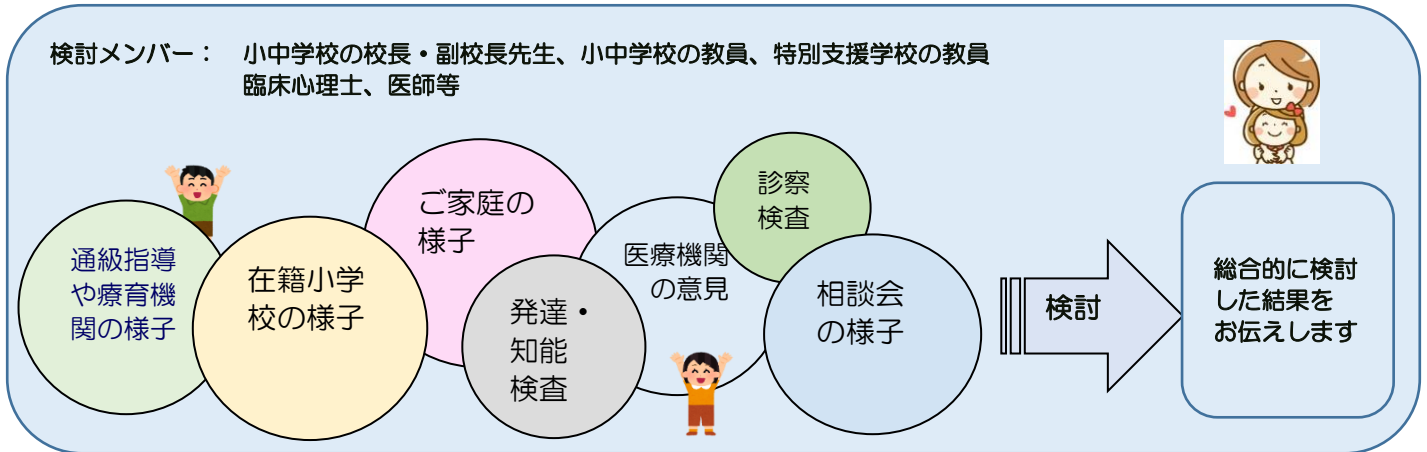 検討メンバー： 小中学校の校長・副校長先生、小中学校の教員、特別支援学校の教員
臨床心理士、医師等
通級指導
や療育機
関の様子
在籍小学
校の様子
ご家庭の
様子
発達・
知能
検査
医療機関
の意見
診察
検査
相談会
の様子
検討
総合的に検討
した結果を
お伝えします